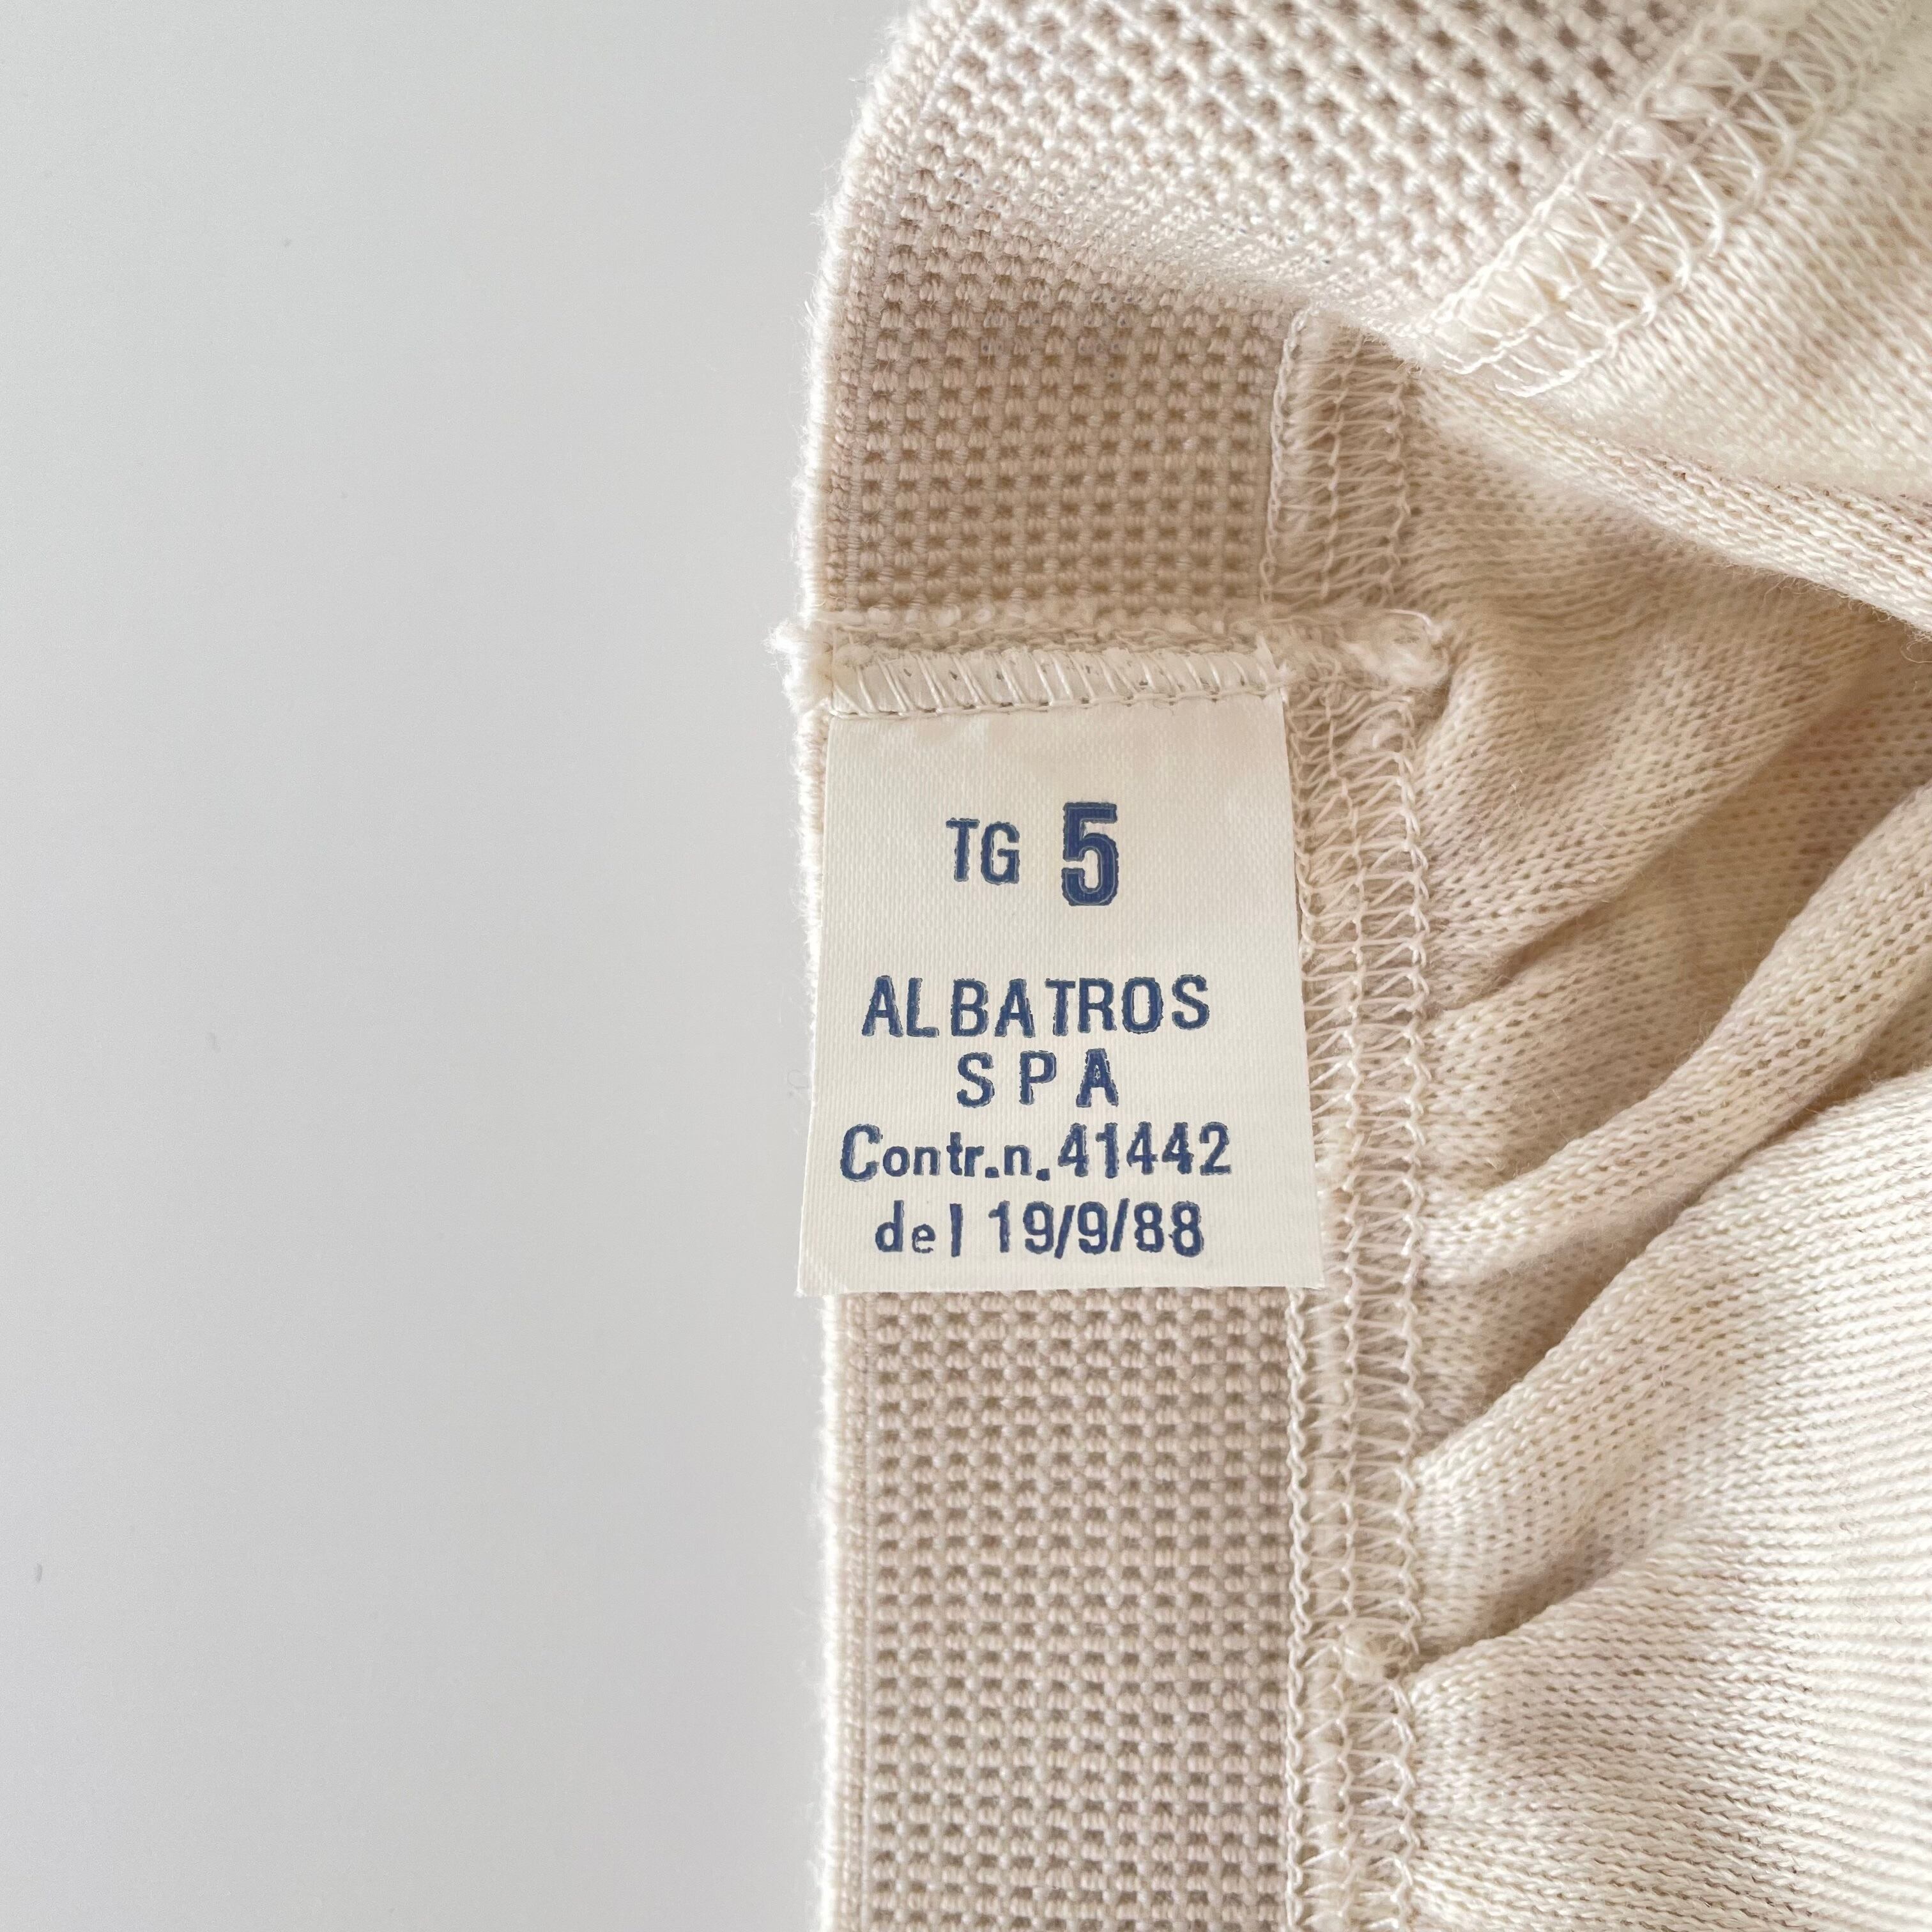 TG 5
ALBATROS
SPA
Contr.n.41442
del 19/9/88